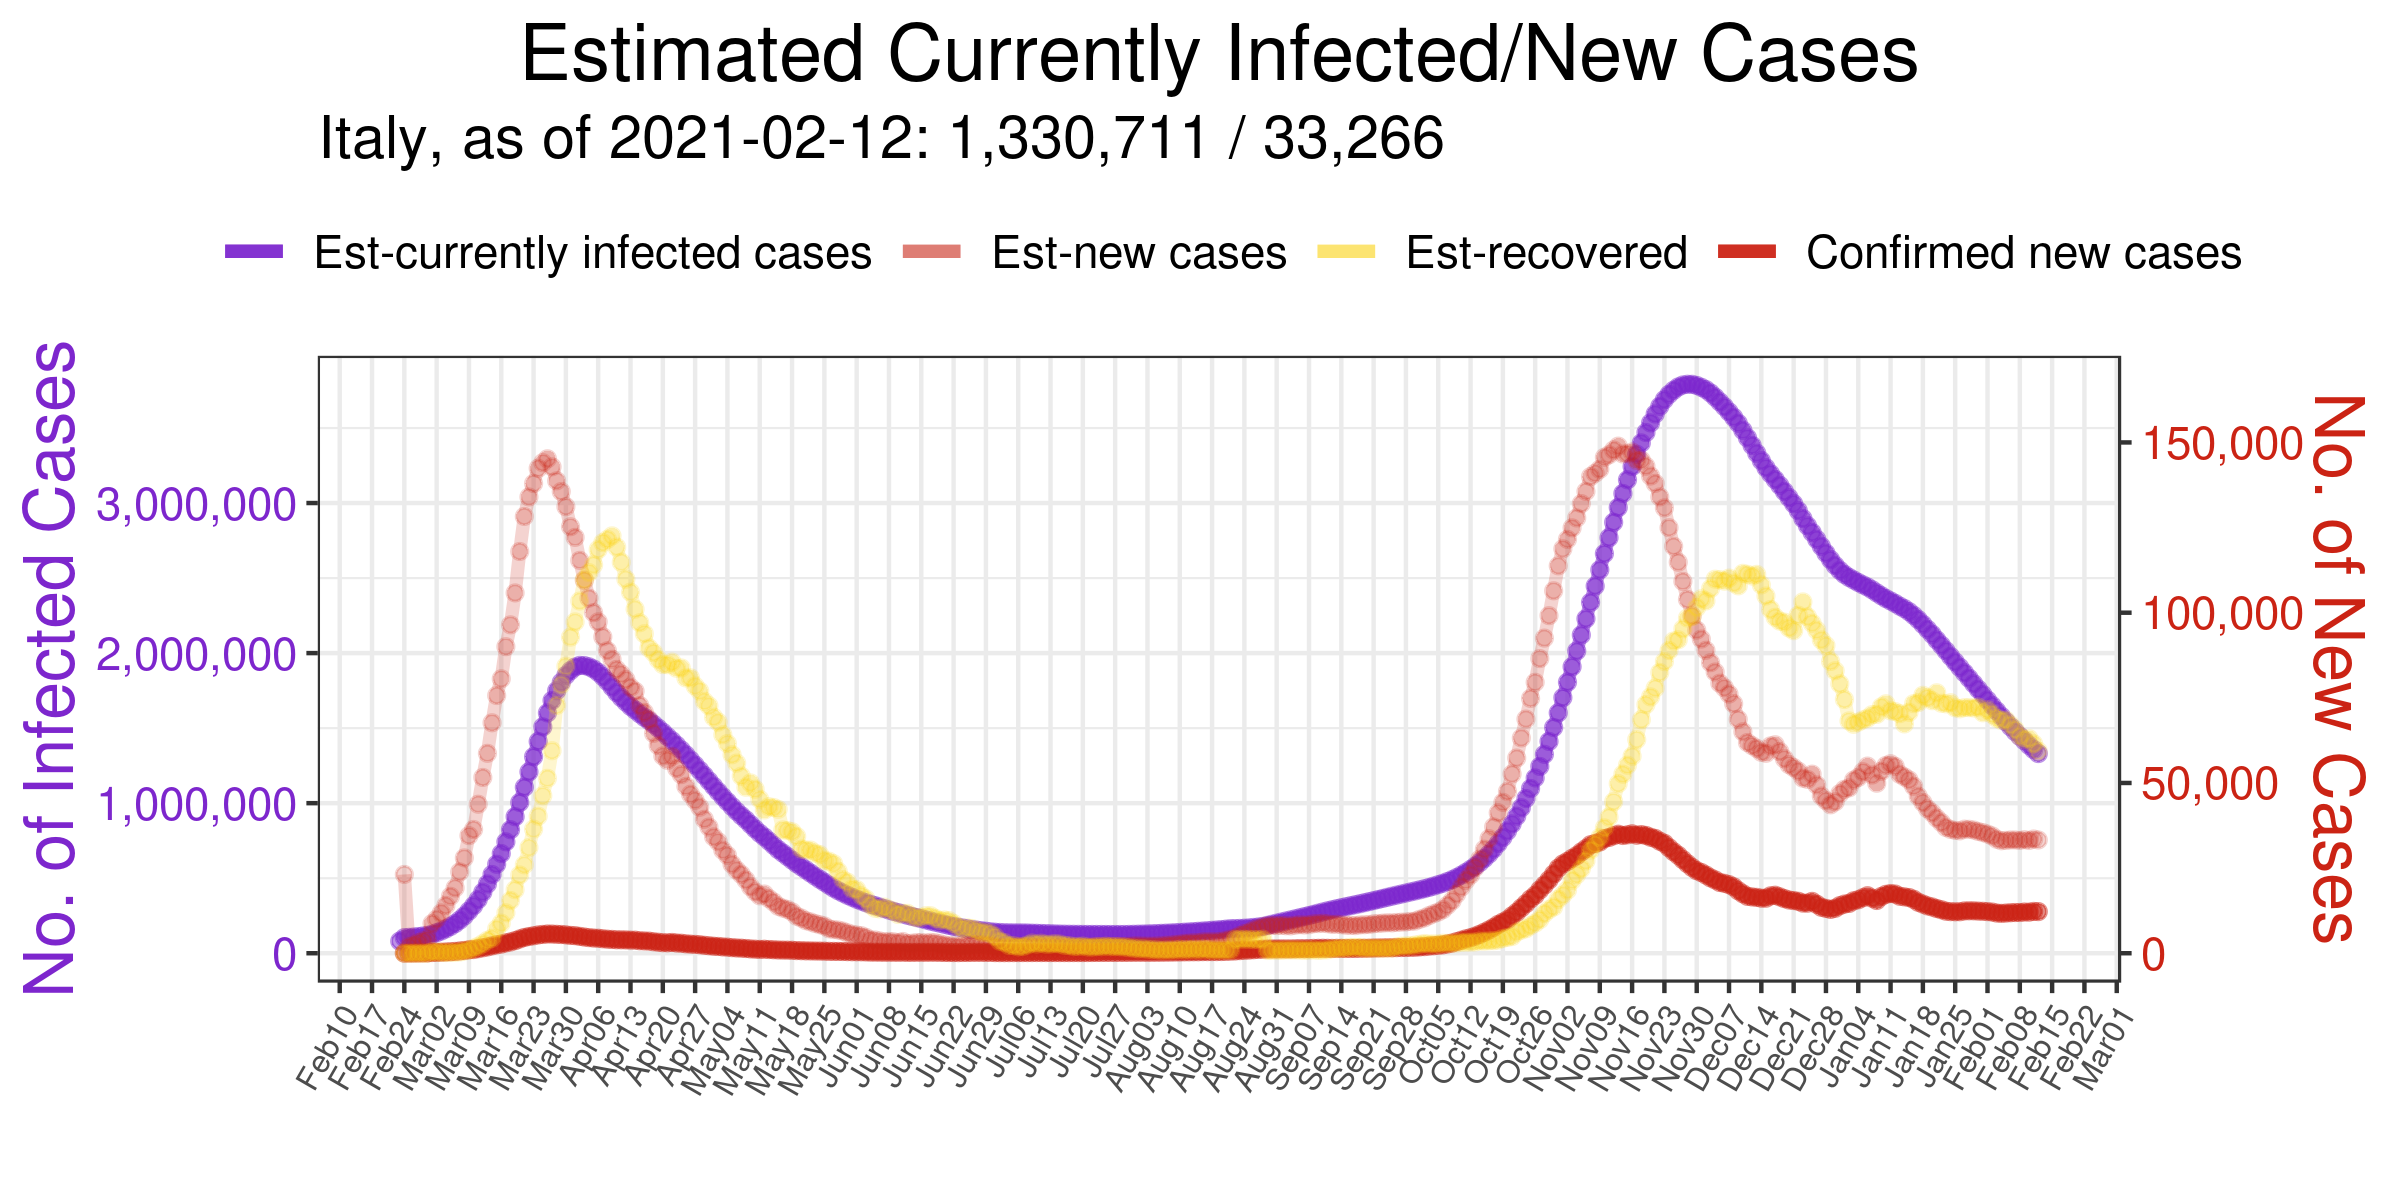 Estimated Currently Infected/New Cases
Italy, as of 2021-02-12: 1,330,711 / 33,266
Est-currently infected cases Est-new cases Est-recovered Confirmed new cases
No. of Infected Cases
3,000,000
2,000,000
1,000,000
0
150,000
100,000
50,000
0
No. of New Cases
Feb10 Feb17 Feb24 Mar02 Mar09 Mar16 Mar23 Mar30 Apr06 Apr13 Apr20 Apr27 May04 May11 May18 May25 Jun01 Jun08 Jun15 Jun22 Jun29 Jul06 Jul13 Jul20 Jul27 Aug03 Aug10 Aug17 Aug24 Aug31 Sep07 Sep14 Sep21 Sep28 Oct05 Oct12 Oct19 Oct26 Nov02 Nov09 Nov16 Nov23 Nov30 Dec07 Dec14 Dec21 Dec28 Jan04 Jan11 Jan18 Jan25 Feb01 Feb08 Feb15 Feb22 Mar01